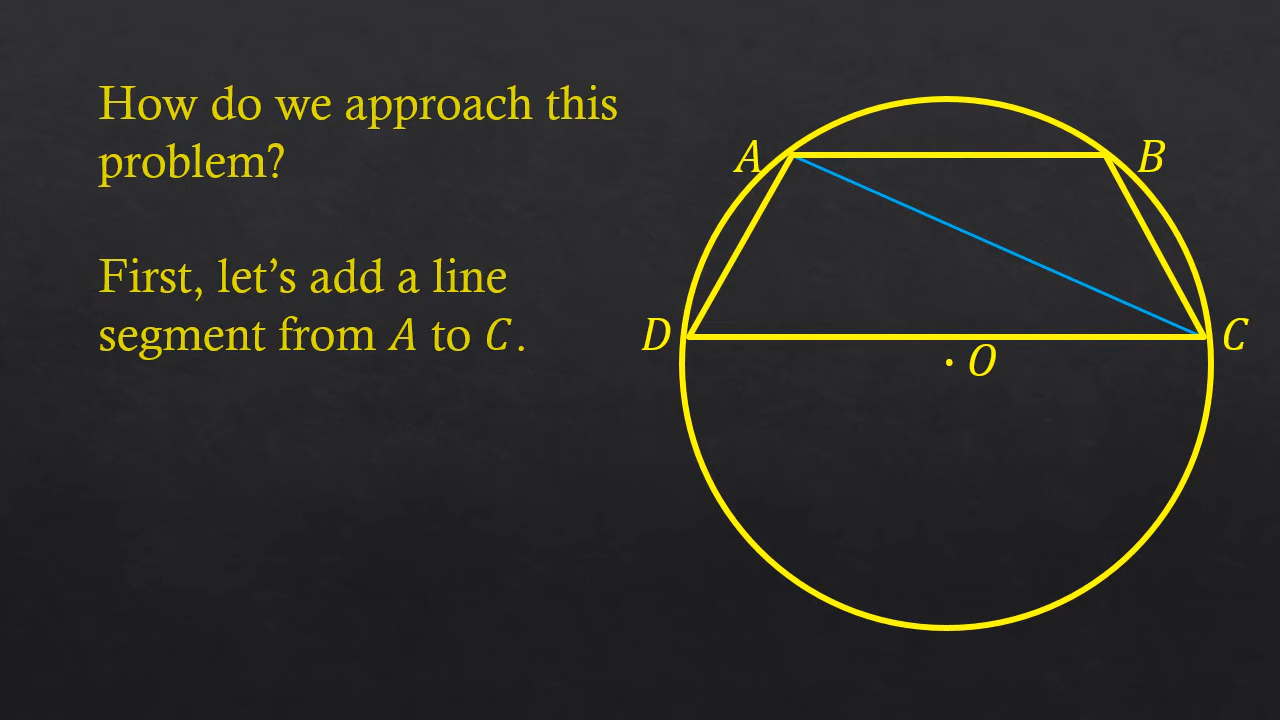 How do we approach this
problem?
First, let’s add a line
segment from A to C.
A
B
D
C
O